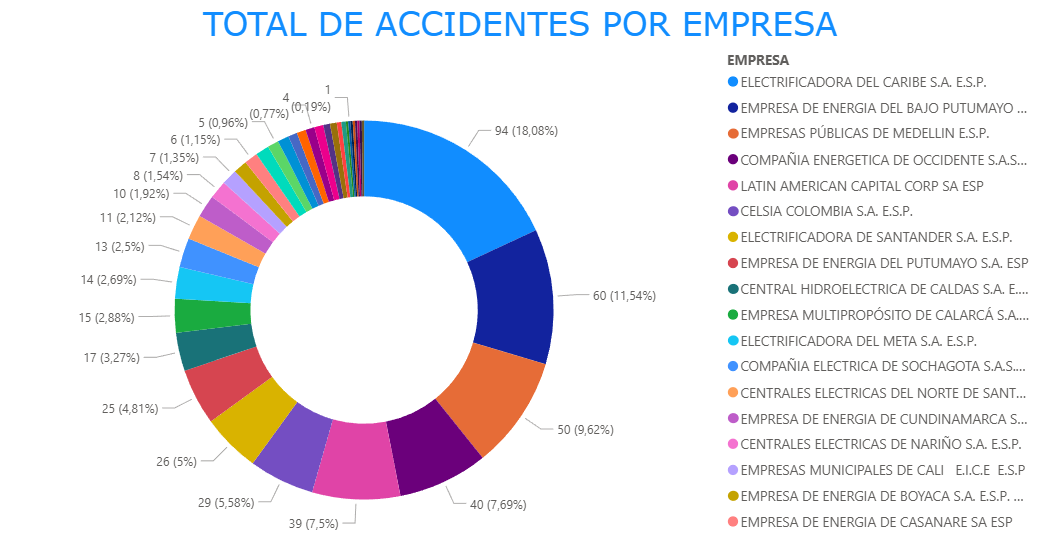 TOTAL DE ACCIDENTES POR EMPRESA
EMPRESA
ELECTRIFICADORA DEL CARIBE S.A. E.S.P.
EMPRESA DE ENERGIA DEL BAJO PUTUMAYO ...
EMPRESAS PÚBLICAS DE MEDELLIN E.S.P.
COMPAÑIA ENERGETICA DE OCCIDENTE S.A.S...
LATIN AMERICAN CAPITAL CORP SA ESP
CELSIA COLOMBIA S.A. E.S.P.
ELECTRIFICADORA DE SANTANDER S.A. E.S.P.
EMPRESA DE ENERGIA DEL PUTUMAYO S.A. ESP
CENTRAL HIDROELECTRICA DE CALDAS S.A. E....
EMPRESA MULTIPROPÓSITO DE CALARCÁ S.A....
ELECTRIFICADORA DEL META S.A. E.S.P.
COMPAÑIA ELECTRICA DE SOCHAGOTA S.A.S....
CENTRALES ELECTRICAS DEL NORTE DE SANT...
EMPRESA DE ENERGIA DE CUNDINAMARCA S...
CENTRALES ELECTRICAS DE NARIÑO S.A. E.S.P.
EMPRESAS MUNICIPALES DE CALI E.I.C.E E.S.P
EMPRESA DE ENERGIA DE BOYACA S.A. E.S.P. ...
EMPRESA DE ENERGIA DE CASANARE SA ESP
94 (18,08%)
60 (11,54%)
50 (9,62%)
40 (7,69%)
39 (7,5%)
29 (5,58%)
26 (5%)
25 (4,81%)
17 (3,27%)
15 (2,88%)
14 (2,69%)
13 (2,5%)
11 (2,12%)
10 (1,92%)
8 (1,54%)
7 (1,35%)
6 (1,15%)
5 (0,96%)
4
(0,77%)
1
(0,19%)